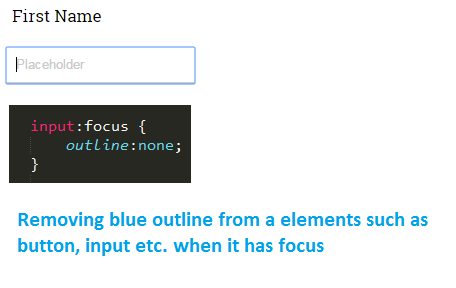 First Name
Placeholder
input:focus {
outline:none;
}
Removing blue outline from a elements such as
button, input etc. when it has focus